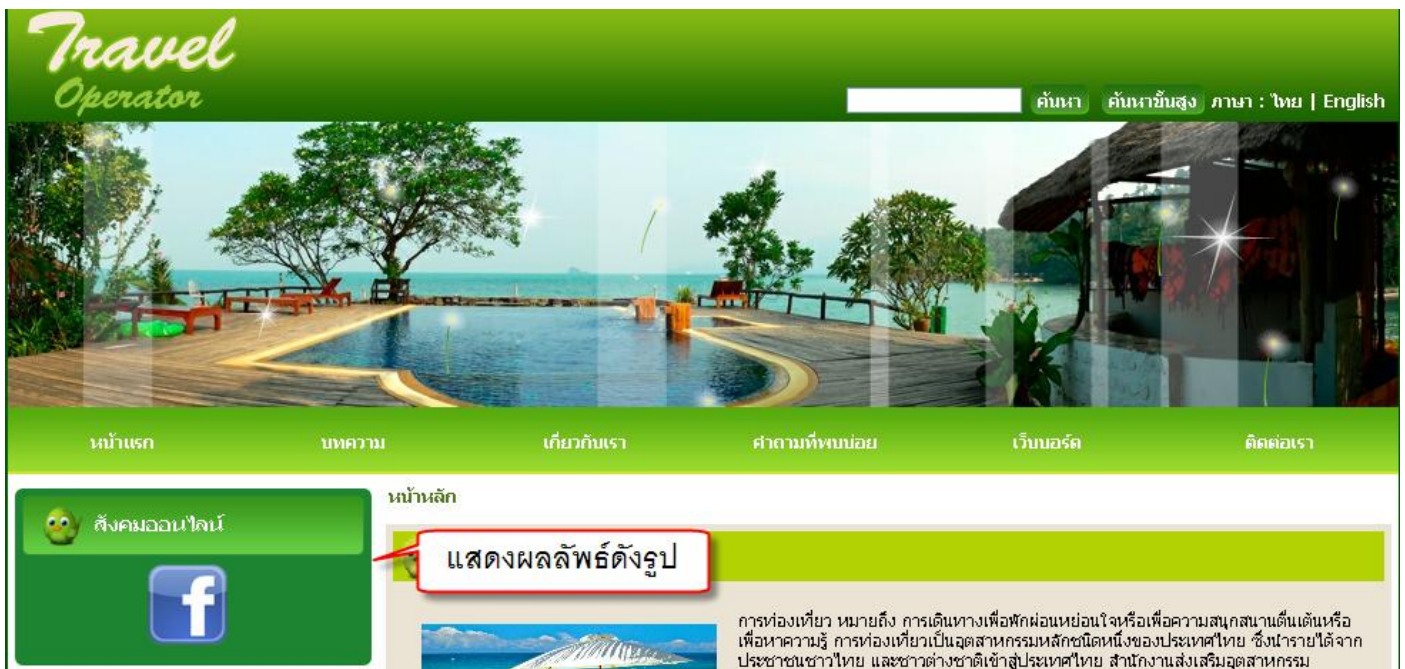 Travel
Operator
ค้นหา ค้นหาขั้นสูง ภาษา : ไทย | English
หน้าแรก บทความ เกี่ยวกับเรา คำถามที่พบบ่อย เว็บบอร์ด ติดต่อเรา
สังคมออนไลน์
f
หน้าหลัก
แสดงผลลัพธ์ดังรูป
การท่องเที่ยว หมายถึง การเดินทางเพื่อพักผ่อนหย่อนใจหรือเพื่อความสนุกสนานตื่นเต้นหรือ
เพื่อหาความรู้ การท่องเที่ยวเป็นอุตสาหกรรมหลักชนิดหนึ่งของประเทศไทย ซึ่งนำรายได้จาก
ประชาชนชาวไทย และชาวต่างชาติเข้าสู่ประเทศไทย สำนักงานส่งเสริมอุตสาหกรรม